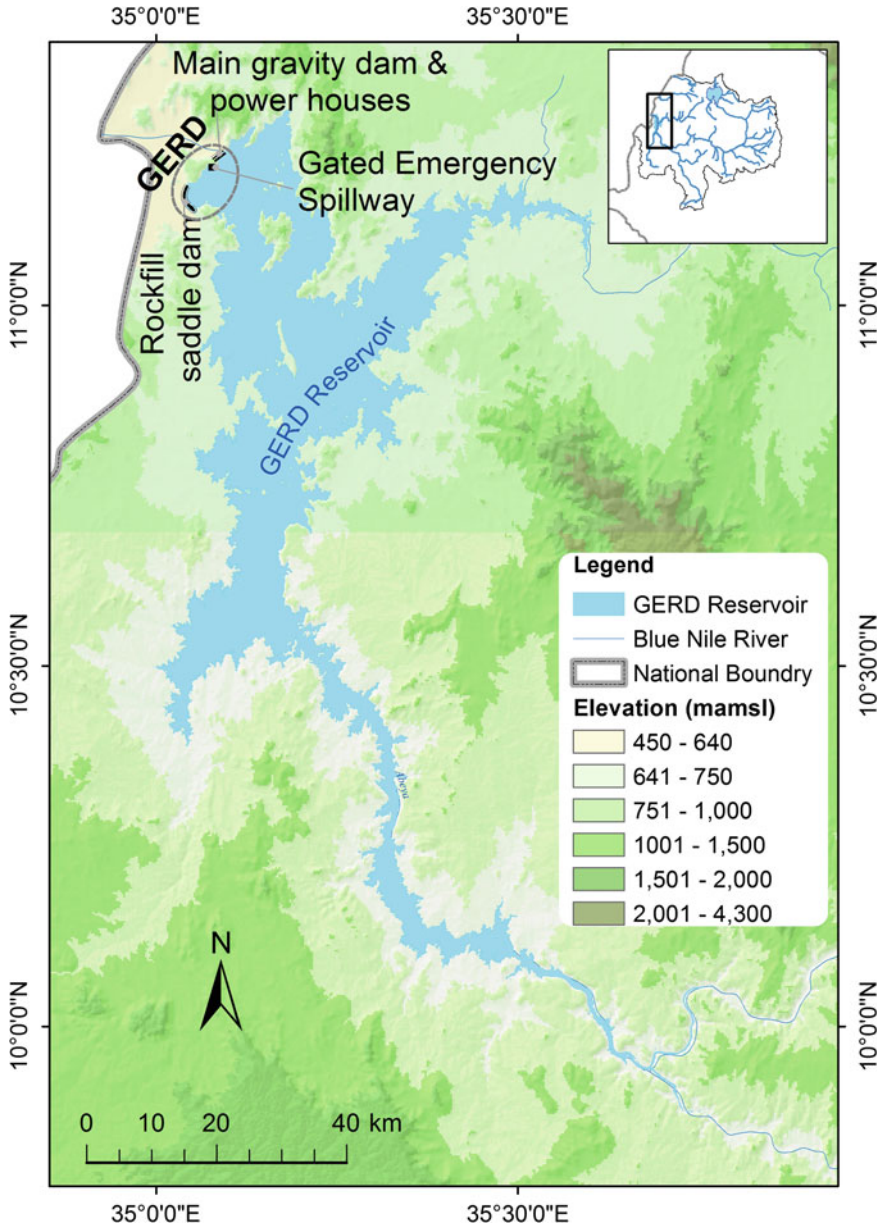 35°0'0"E
35°30'0"E
Main gravity dam &
power houses
GERD
Gated Emergency
Spillway
Rockfill
saddle dam
GERD Reservoir
11°0'0"N
11°0'0"N
10°30'0"N
10°30'0"N
10°0'0"N
10°0'0"N
Abeya
Legend
GERD Reservoir
Blue Nile River
National Boundry
Elevation (mamsl)
450 - 640
641 - 750
751 - 1,000
1001 - 1,500
1,501 - 2,000
2,001 - 4,300
N
0 10 20 40 km
35°0'0"E
35°30'0"E